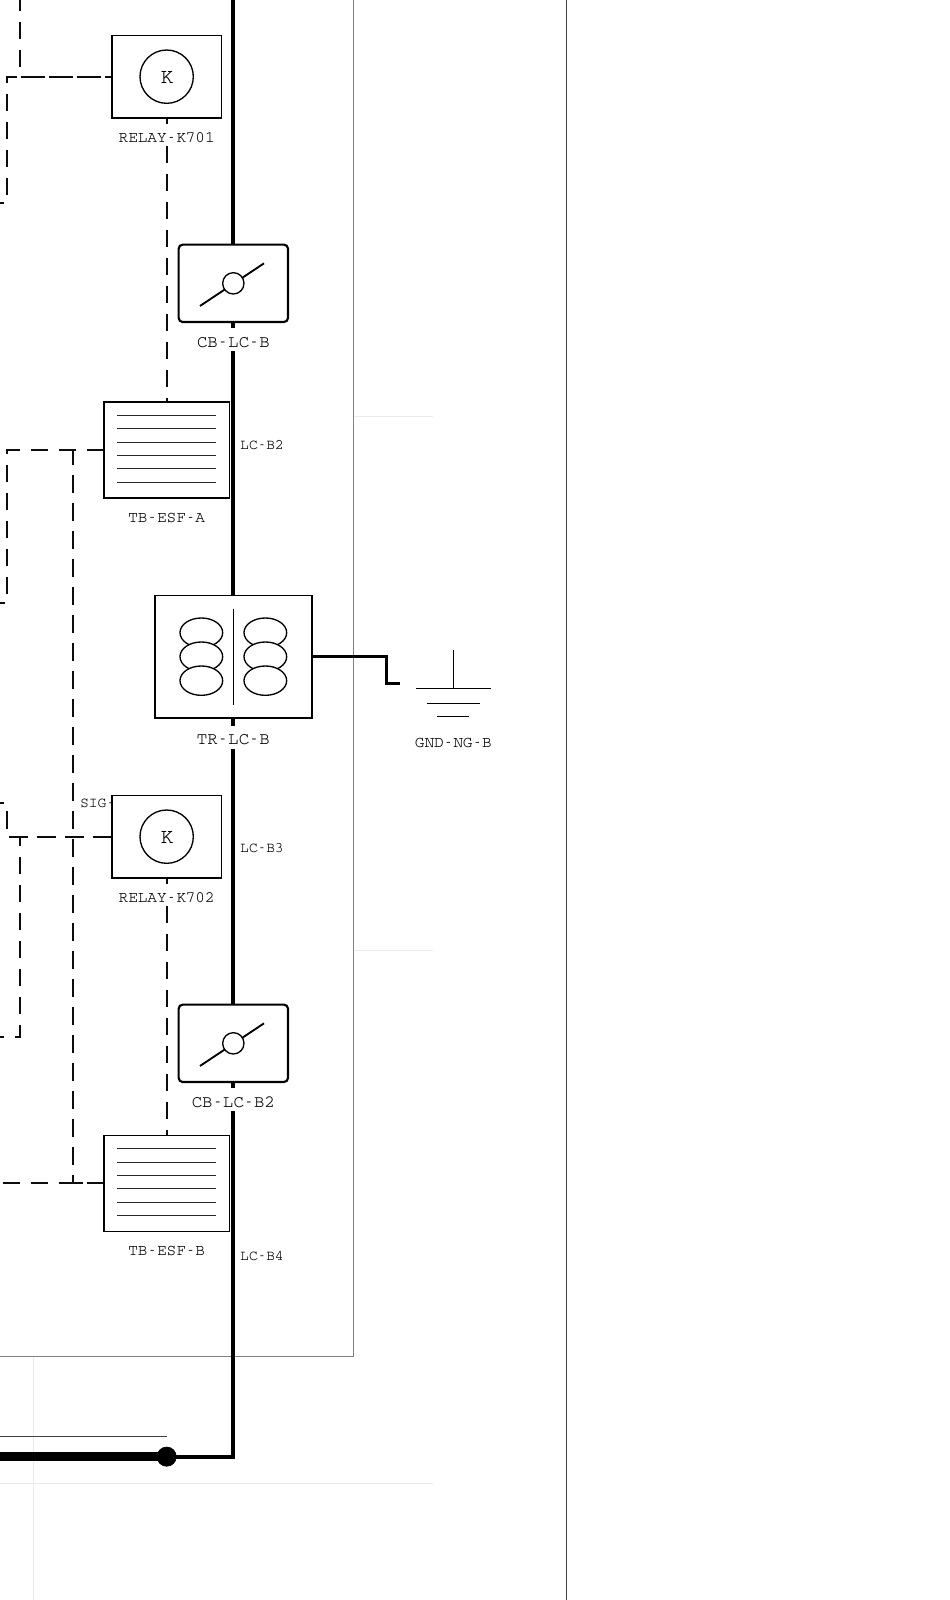 K
RELAY-K701
CB-LC-B
LC-B2
TB-ESF-A
TR-LC-B
GND-NG-B
SIG-
K
LC-B3
RELAY-K702
CB-LC-B2
TB-ESF-B
LC-B4